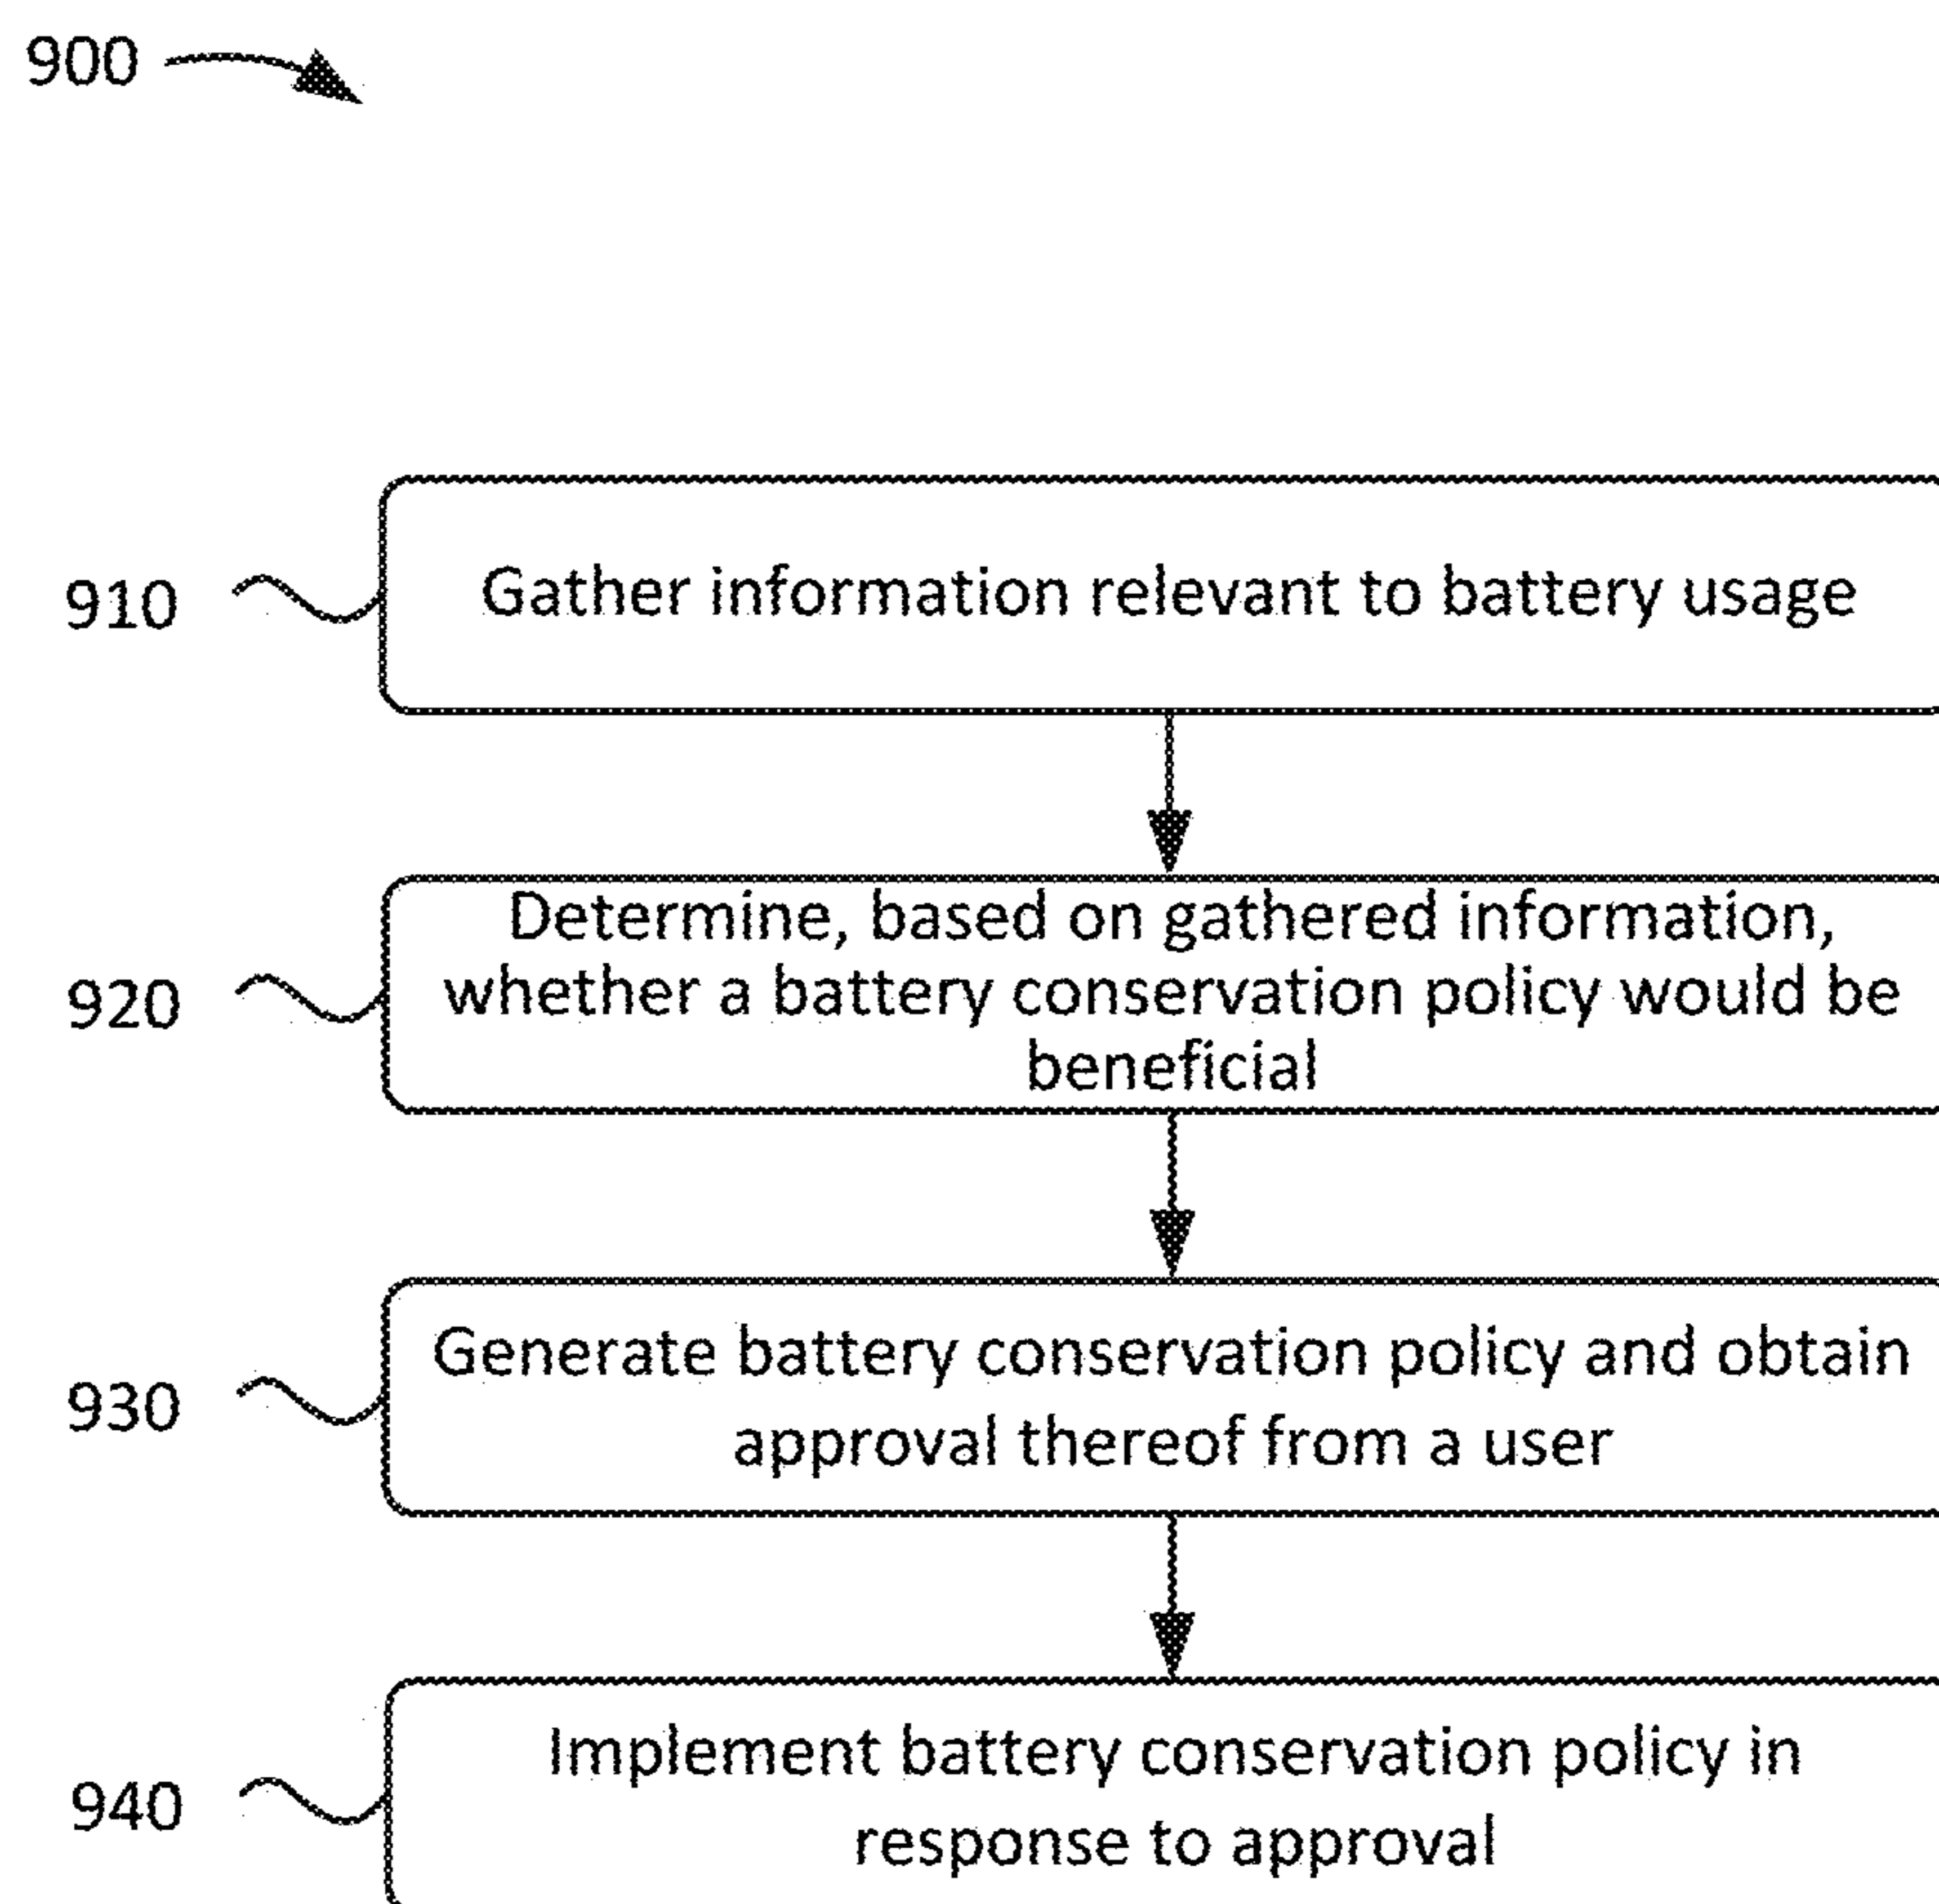 900
910
Gather information relevant to battery usage
920
Determine, based on gathered information,
whether a battery conservation policy would be
beneficial
930
Generate battery conservation policy and obtain
approval thereof from a user
940
Implement battery conservation policy in
response to approval